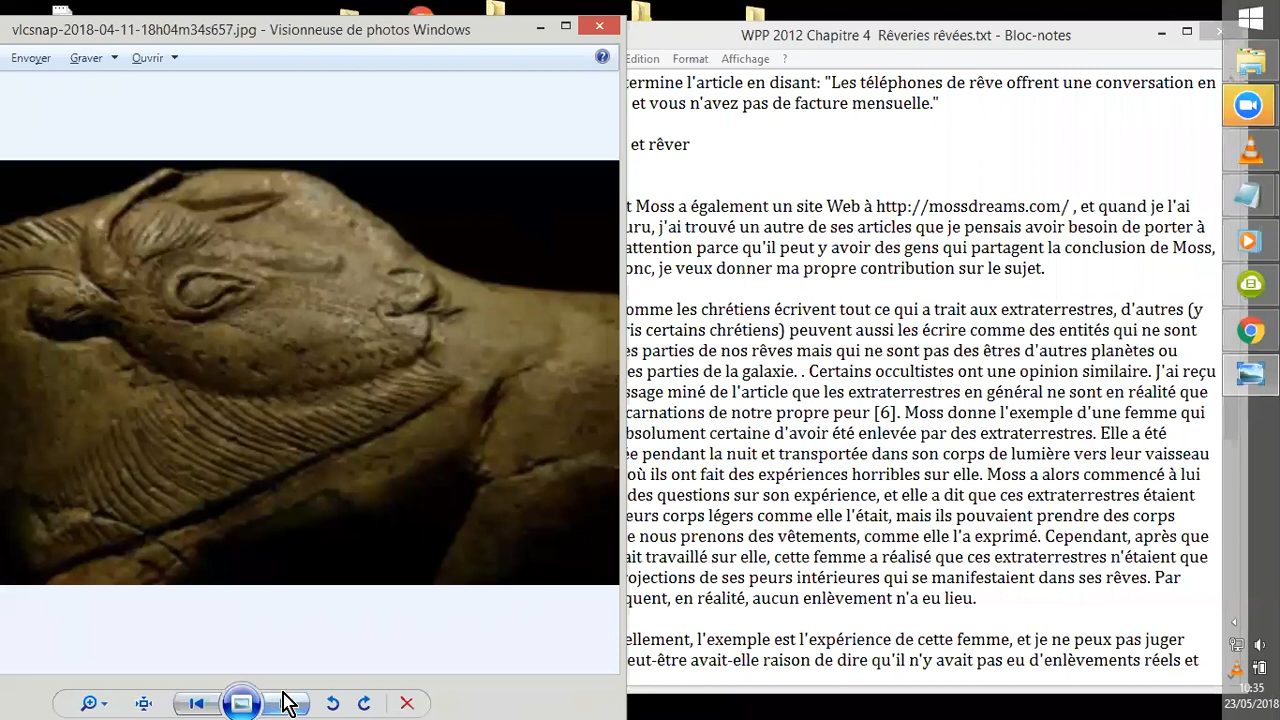 vlcsnap-2018-04-11-18h04m34s657.jpg - Visionneuse de photos Windows
Envoyer Graver Ouvrir
WPP 2012 Chapitre 4 Rêveries rêvées.txt - Bloc-notes
Edition Format Affichage ?
termine l'article en disant: "Les téléphones de rêve offrent une conversation en
et vous n'avez pas de facture mensuelle."
et rêver
t Moss a également un site Web à http://mossdreams.com/ , et quand je l'ai
uru, j'ai trouvé un autre de ses articles que je pensais avoir besoin de porter à
attention parce qu'il peut y avoir des gens qui partagent la conclusion de Moss,
onc, je veux donner ma propre contribution sur le sujet.
omme les chrétiens écrivent tout ce qui a trait aux extraterrestres, d'autres (y
ris certains chrétiens) peuvent aussi les écrire comme des entités qui ne sont
es parties de nos rêves mais qui ne sont pas des êtres d'autres planètes ou
es parties de la galaxie. . Certains occultistes ont une opinion similaire. J'ai reçu
ssage miné de l'article que les extraterrestres en général ne sont en réalité que
carnations de notre propre peur [6]. Moss donne l'exemple d'une femme qui
bsolument certaine d'avoir été enlevée par des extraterrestres. Elle a été
ée pendant la nuit et transportée dans son corps de lumière vers leur vaisseau
où ils ont fait des expériences horribles sur elle. Moss a alors commencé à lui
des questions sur son expérience, et elle a dit que ces extraterrestres étaient
eurs corps légers comme elle l'était, mais ils pouvaient prendre des corps
e nous prenons des vêtements, comme elle l'a exprimé. Cependant, après que
ait travaillé sur elle, cette femme a réalisé que ces extraterrestres n'étaient que
rojections de ses peurs intérieures qui se manifestaient dans ses rêves. Par
quent, en réalité, aucun enlèvement n'a eu lieu.
ellement, l'exemple est l'expérience de cette femme, et je ne peux pas juger
eut-être avait-elle raison de dire qu'il n'y avait pas eu d'enlèvements réels et
10:35
23/05/2018